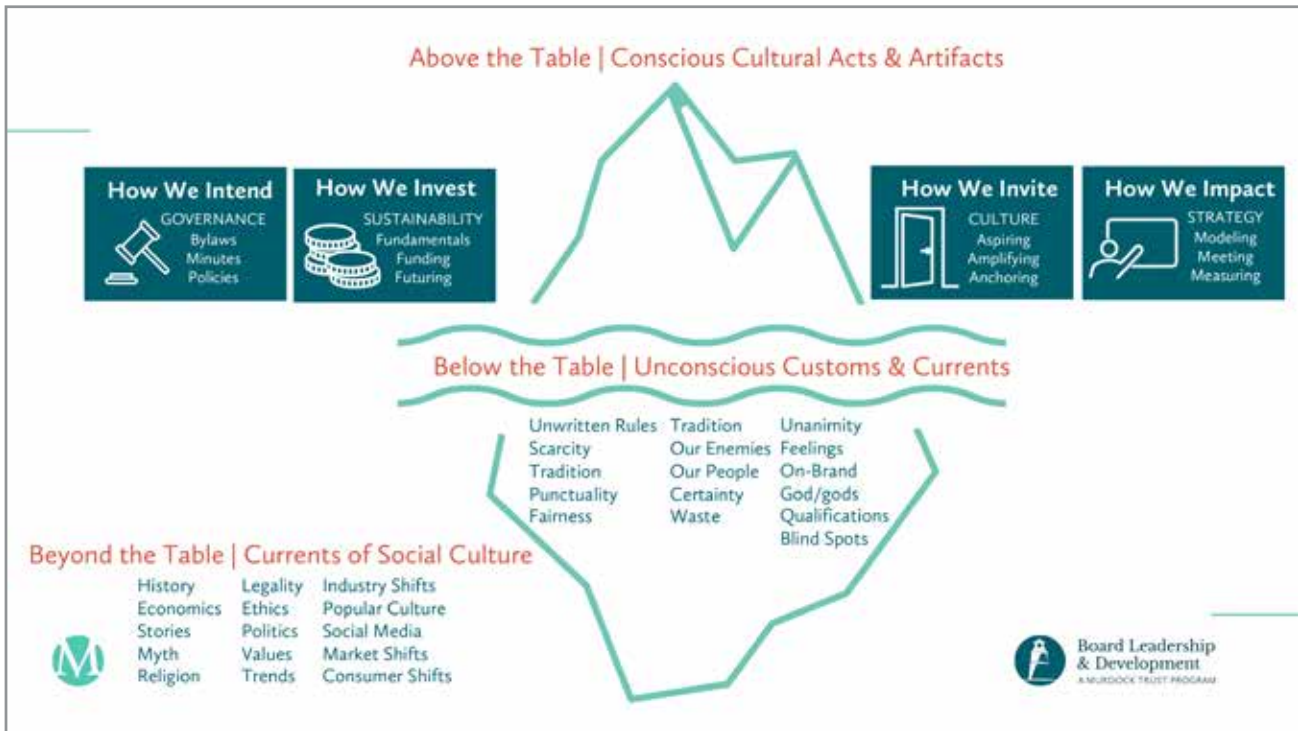 Above the Table | Conscious Cultural Acts & Artifacts
How We Intend
GOVERNANCE
Bylaws
Minutes
Policies
How We Invest
SUSTAINABILITY
Fundamentals
Funding
Futuring
How We Invite
CULTURE
Aspiring
Amplifying
Anchoring
How We Impact
STRATEGY
Modeling
Meeting
Measuring
Below the Table | Unconscious Customs & Currents
Unwritten Rules
Scarcity
Tradition
Punctuality
Fairness
Tradition
Our Enemies
Our People
Certainty
Waste
Unanimity
Feelings
On-Brand
God/gods
Qualifications
Blind Spots
Beyond the Table | Currents of Social Culture
History
Economics
Stories
Myth
Religion
Legality
Ethics
Politics
Values
Trends
Industry Shifts
Popular Culture
Social Media
Market Shifts
Consumer Shifts
M
Board Leadership
& Development
A MURDOCK TRUST PROGRAM